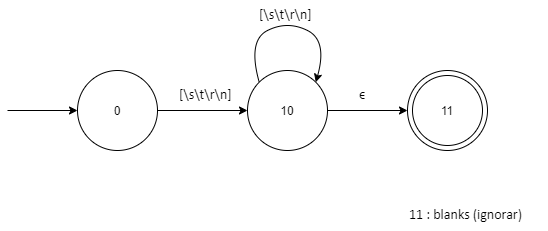 [\s\t\r\n]
[\s\t\r\n]
ϵ
0
10
11
11 : blanks (ignorar)